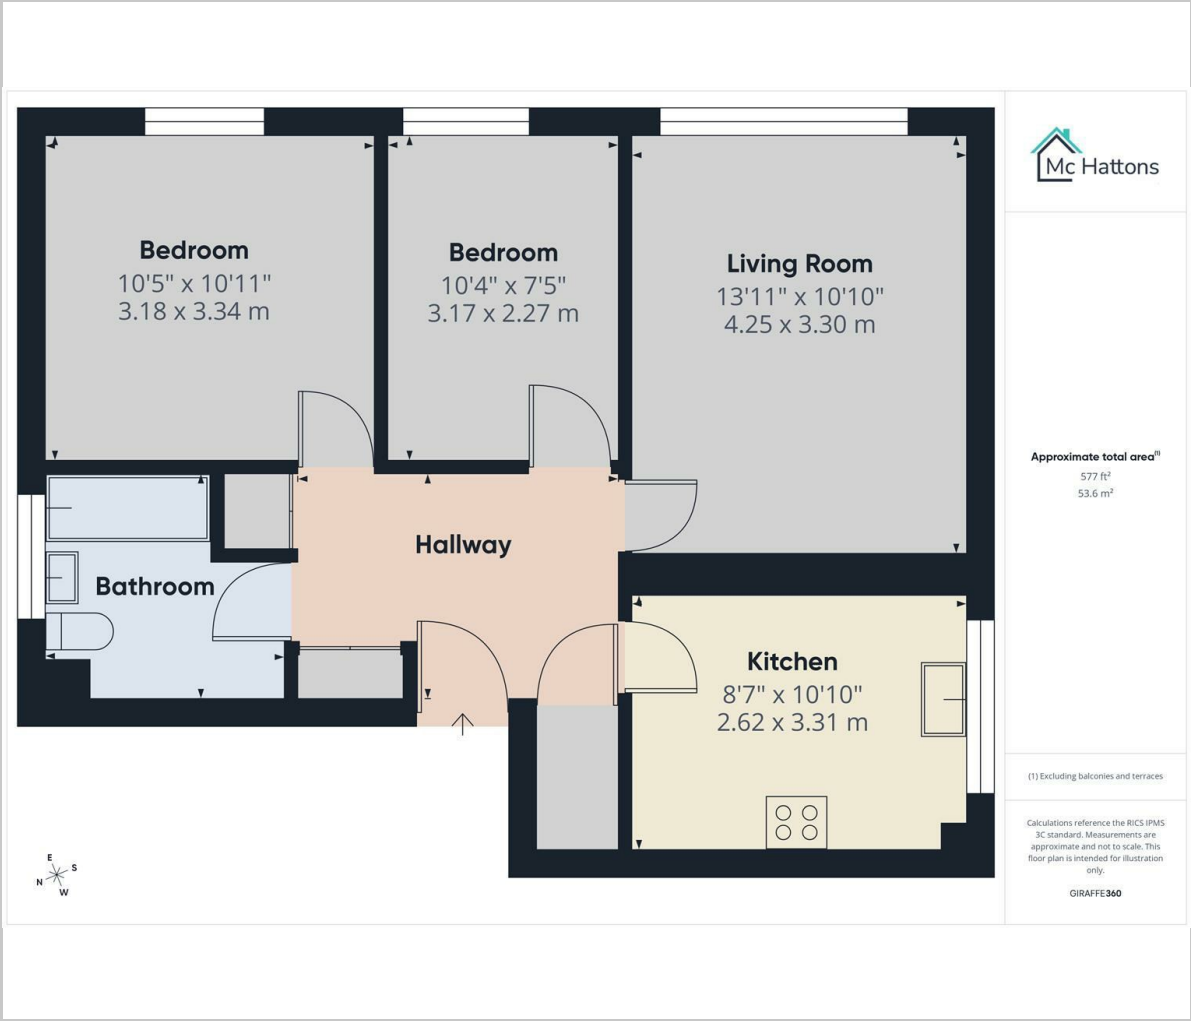 Bedroom
10'5" x 10'11"
3.18 x 3.34 m
Bedroom
10'4" x 7'5"
3.17 x 2.27 m
Living Room
13'11" x 10'10"
4.25 x 3.30 m
Hallway
Bathroom
Kitchen
8'7" x 10'10"
2.62 x 3.31 m
E
S
N
W
Mc Hattons
Approximate total area(1)
577 ft²
53.6 m²
(1) Excluding balconies and terraces
Calculations reference the RICS IPMS
3C standard. Measurements are
approximate and not to scale. This
floor plan is intended for illustration
only.
GIRAFFE360